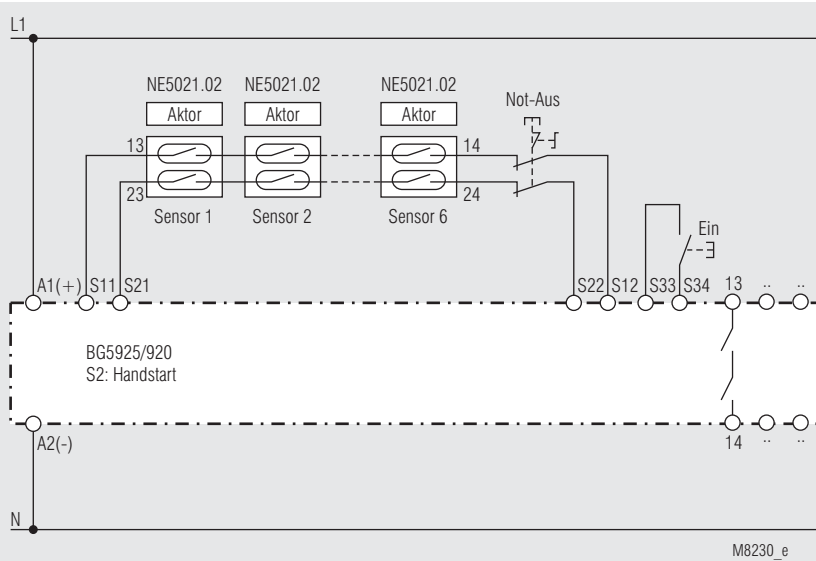 L1
NE5021.02 NE5021.02 NE5021.02
Not-Aus
Aktor Aktor Aktor
13 14
23 24
Sensor 1 Sensor 2 Sensor 6
Ein
A1(+) S11 S21 S22 S12 S33 S34 13 .. ..
BG5925/920
S2: Handstart
A2(-) 14 .. ..
N
M8230_e